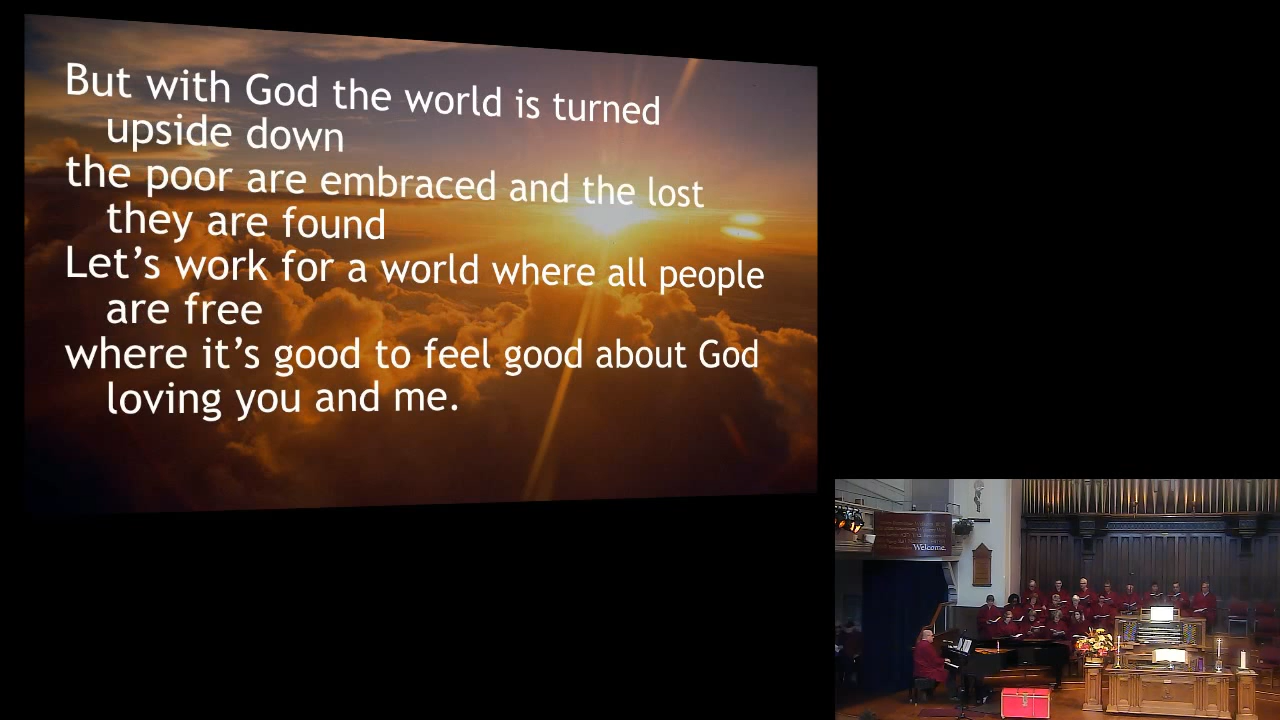 But with God the world is turned
upside down
the poor are embraced and the lost
they are found
Let's work for a world where all people
are free
where it's good to feel good about God
loving you and me.
Welcome.